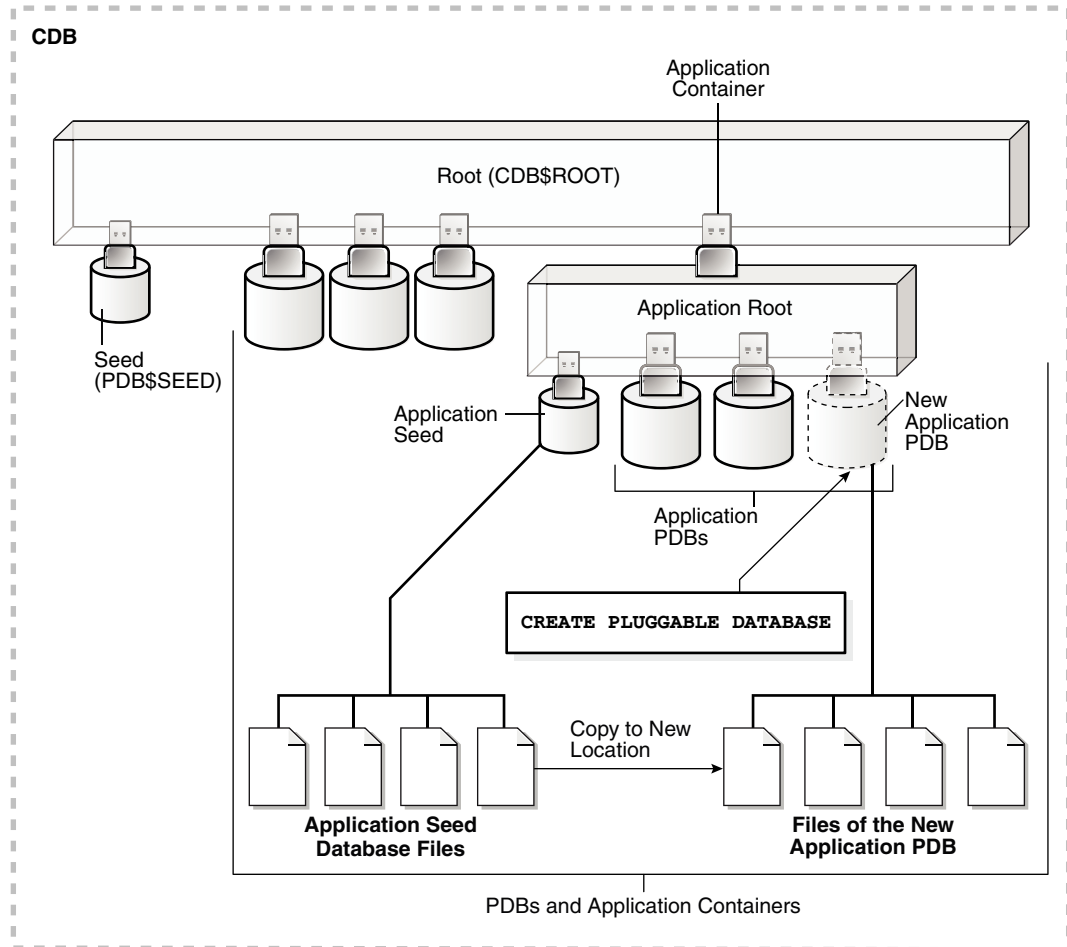 CDB
Application
Container
Root (CDB$ROOT)
Seed
(PDB$SEED)
Application Root
Application
Seed
New
Application
PDB
Application
PDBs
CREATE PLUGGABLE DATABASE
Copy to New
Location
Application Seed
Database Files
Files of the New
Application PDB
PDBs and Application Containers